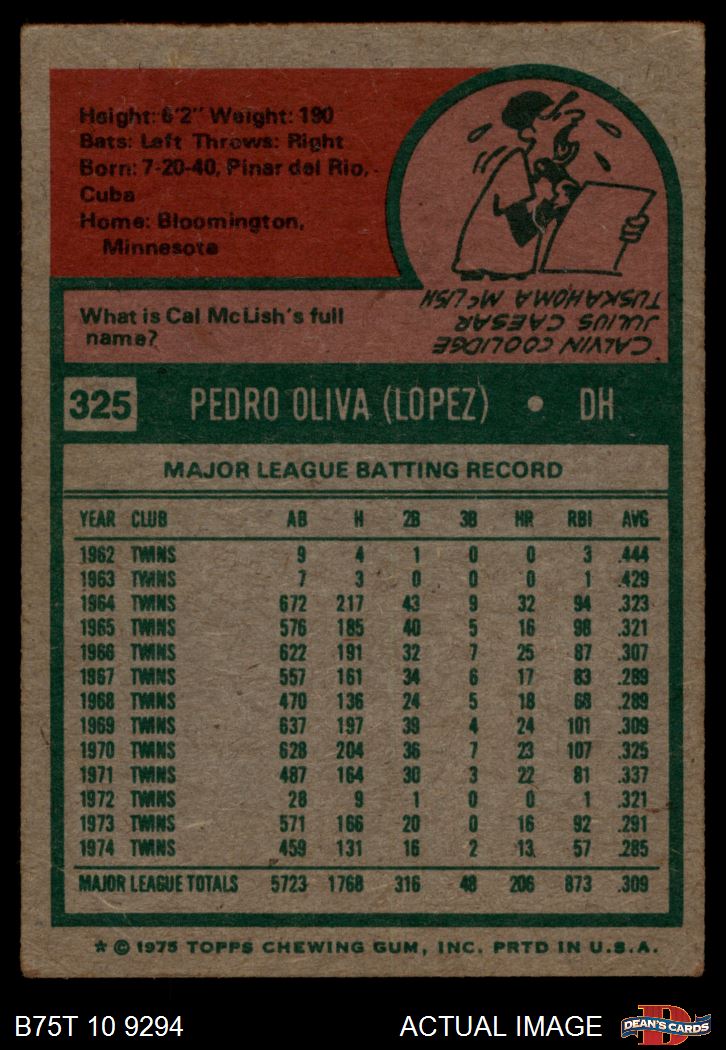 Height: 6'2" Weight: 190
Bats: Left Throws: Right
Born: 7-20-40, Pinar del Rio,
Cuba
Home: Bloomington,
Minnesota
What is Cal McLish's full
name?
CALVIN COOLIDGE
JULIUS CAESAR
TUSKAHOMA McLISH
325 PEDRO OLIVA (LOPEZ) • DH
MAJOR LEAGUE BATTING RECORD
YEAR CLUB AB H 2B 3B HR RBI AVG
1962 TWINS 9 4 1 0 0 3 .444
1963 TWINS 7 3 0 0 0 1 .429
1964 TWINS 672 217 43 9 32 94 .323
1965 TWINS 576 185 40 5 16 98 .321
1966 TWINS 622 191 32 7 25 87 .307
1967 TWINS 557 161 34 6 17 83 .289
1968 TWINS 470 136 24 5 18 68 .289
1969 TWINS 637 197 39 4 24 101 .309
1970 TWINS 628 204 36 7 23 107 .325
1971 TWINS 487 164 30 3 22 81 .337
1972 TWINS 28 9 1 0 0 1 .321
1973 TWINS 571 166 20 0 16 92 .291
1974 TWINS 459 131 16 2 13 57 .285
MAJOR LEAGUE TOTALS 5723 1768 316 48 206 873 .309
* © 1975 TOPPS CHEWING GUM, INC. PRTD IN U.S.A.
B75T 10 9294 ACTUAL IMAGE D DEAN'S CARDS